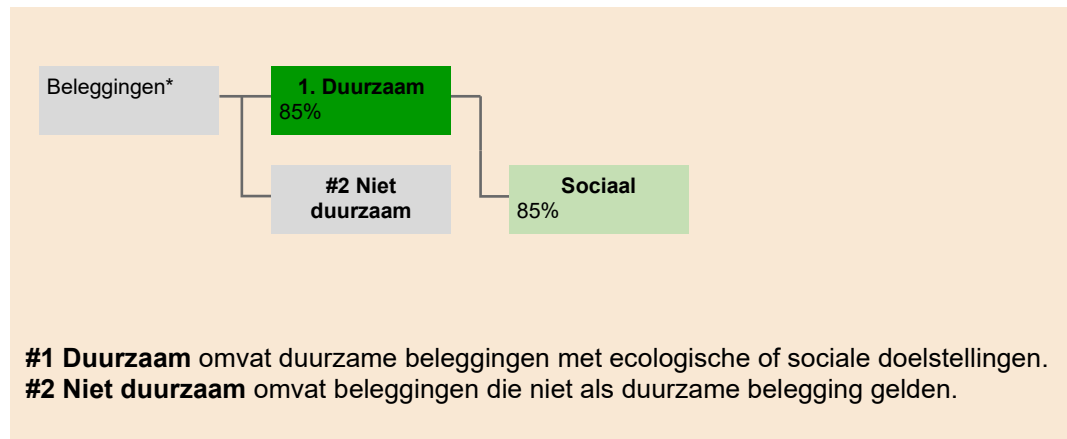 Beleggingen*
1. Duurzaam
85%
#2 Niet
duurzaam
Sociaal
85%
#1 Duurzaam omvat duurzame beleggingen met ecologische of sociale doelstellingen.
#2 Niet duurzaam omvat beleggingen die niet als duurzame belegging gelden.